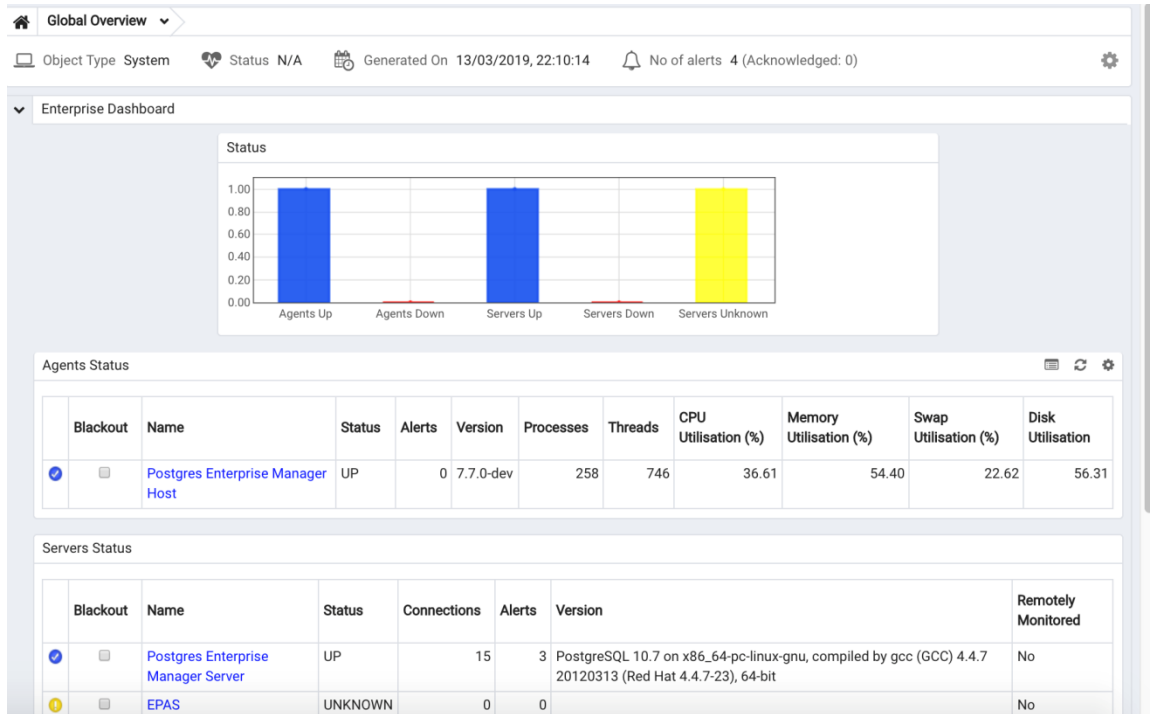 Global Overview
Object Type System Status N/A Generated On 13/03/2019, 22:10:14 No of alerts 4 (Acknowledged: 0)
Enterprise Dashboard
Status
1.00
0.80
0.60
0.40
0.20
0.00
Agents Up Agents Down Servers Up Servers Down Servers Unknown
Agents Status
Blackout Name Status Alerts Version Processes Threads CPU Utilisation (%) Memory Utilisation (%) Swap Utilisation (%) Disk Utilisation
Postgres Enterprise Manager Host UP 0 7.7.0-dev 258 746 36.61 54.40 22.62 56.31
Servers Status
Blackout Name Status Connections Alerts Version Remotely Monitored
Postgres Enterprise Manager Server UP 15 3 PostgreSQL 10.7 on x86_64-pc-linux-gnu, compiled by gcc (GCC) 4.4.7 20120313 (Red Hat 4.4.7-23), 64-bit No
EPAS UNKNOWN 0 0 No